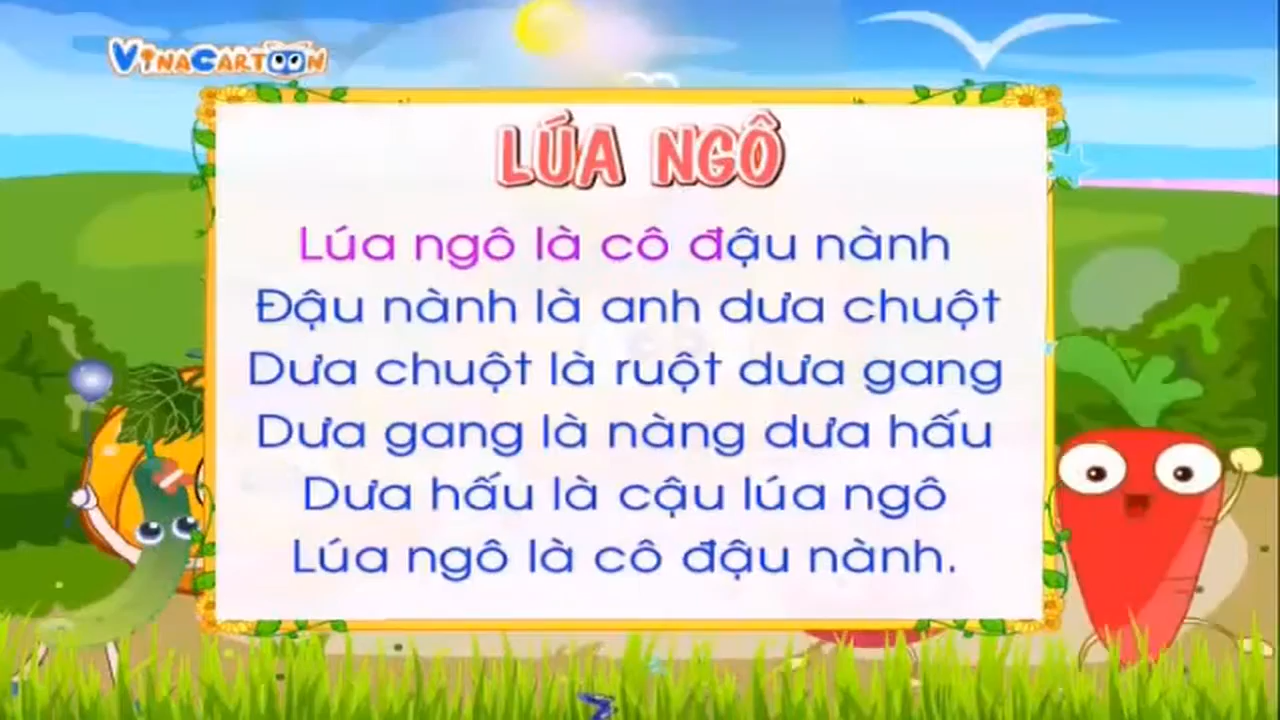 VINACARTOON
LÚA NGÔ
Lúa ngô là cô đậu nành
Đậu nành là anh dưa chuột
Dưa chuột là ruột dưa gang
Dưa gang là nàng dưa hấu
Dưa hấu là cậu lúa ngô
Lúa ngô là cô đậu nành.